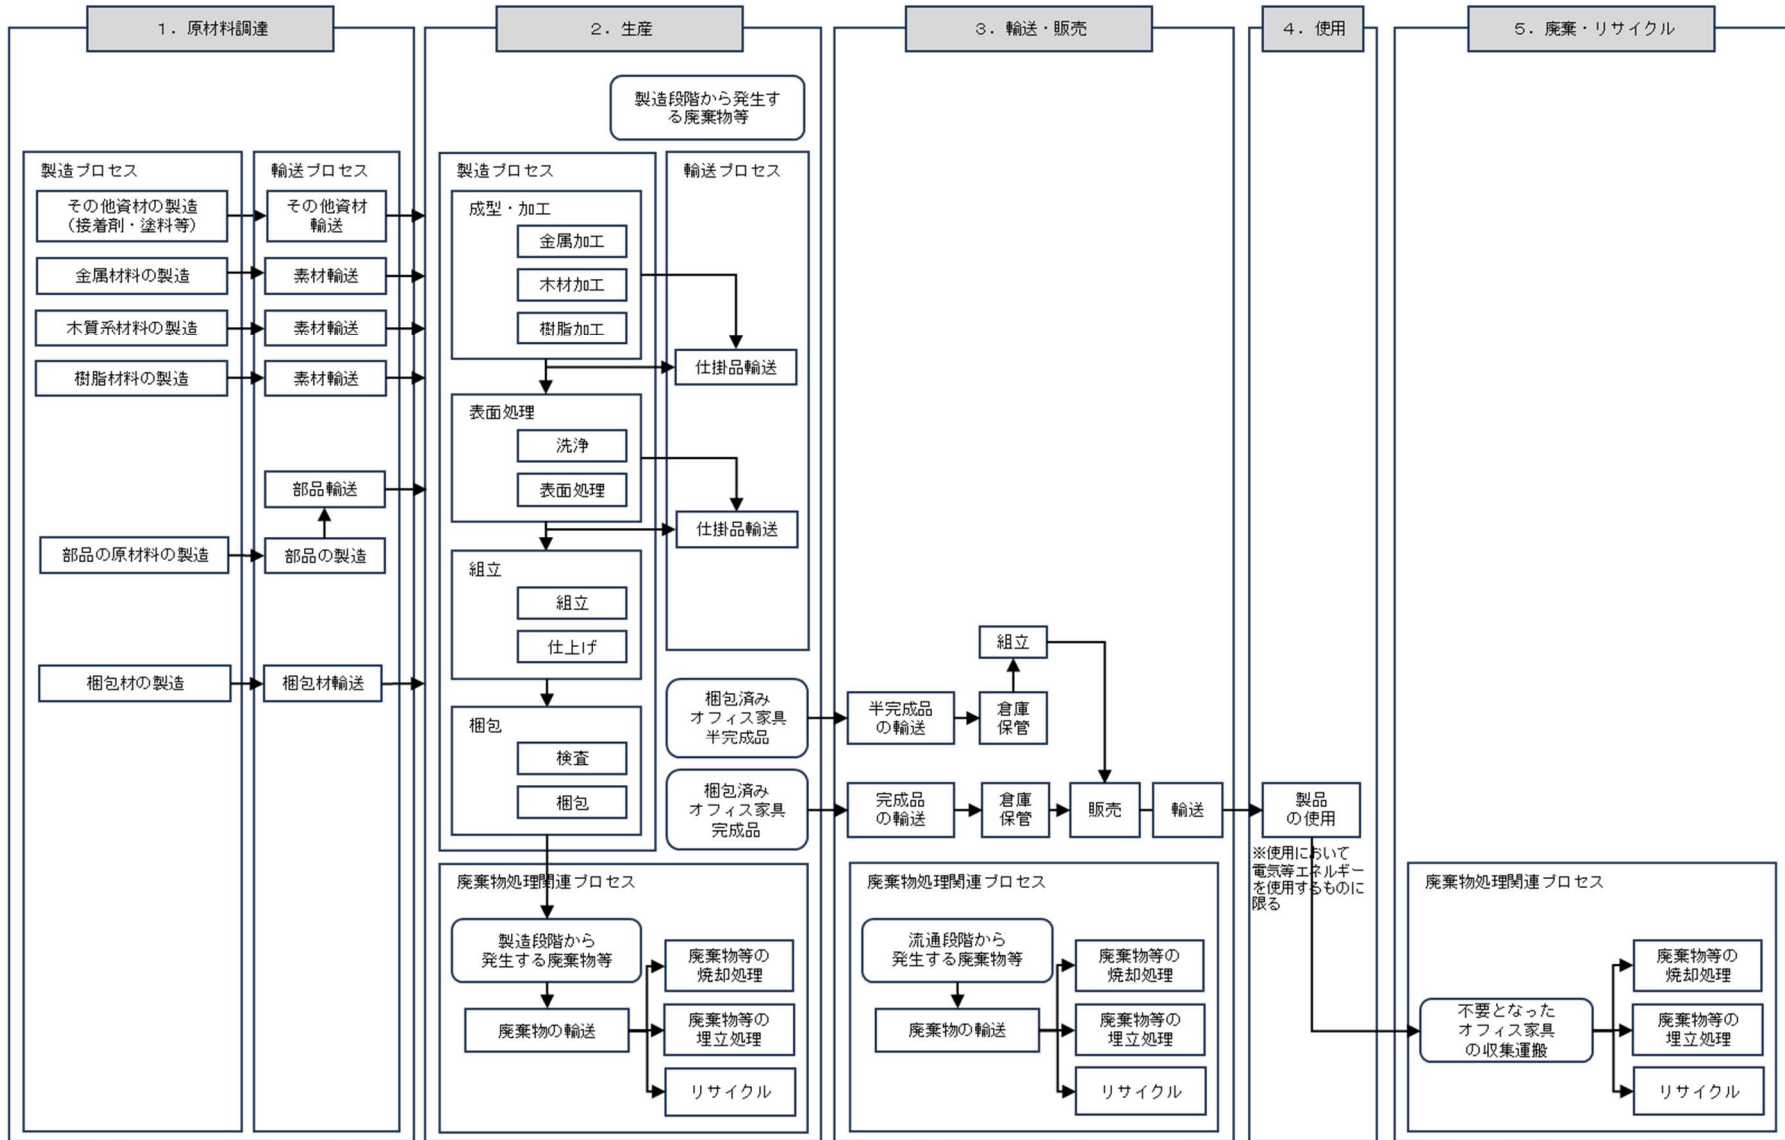 1．原材料調達
製造プロセス
輸送プロセス
その他資材の製造
（接着剤・塗料等）
その他資材
輸送
金属材料の製造
素材輸送
木質系材料の製造
素材輸送
樹脂材料の製造
素材輸送
部品輸送
部品の原材料の製造
部品の製造
梱包材の製造
梱包材輸送
2．生産
製造段階から発生す
る廃棄物等
製造プロセス
輸送プロセス
成型・加工
金属加工
木材加工
樹脂加工
仕掛品輸送
表面処理
洗浄
表面処理
仕掛品輸送
組立
組立
仕上げ
梱包
検査
梱包
梱包済み
オフィス家具
半完成品
梱包済み
オフィス家具
完成品
廃棄物処理関連プロセス
製造段階から
発生する廃棄物等
廃棄物の輸送
廃棄物等の
焼却処理
廃棄物等の
埋立処理
リサイクル
3．輸送・販売
組立
半完成品
の輸送
倉庫
保管
完成品
の輸送
倉庫
保管
販売
輸送
廃棄物処理関連プロセス
流通段階から
発生する廃棄物等
廃棄物の輸送
廃棄物等の
焼却処理
廃棄物等の
埋立処理
リサイクル
4．使用
製品
の使用
※使用において
電気等エネルギー
を使用するものに
限る
5．廃棄・リサイクル
廃棄物処理関連プロセス
不要となった
オフィス家具
の収集運搬
廃棄物等の
焼却処理
廃棄物等の
埋立処理
リサイクル